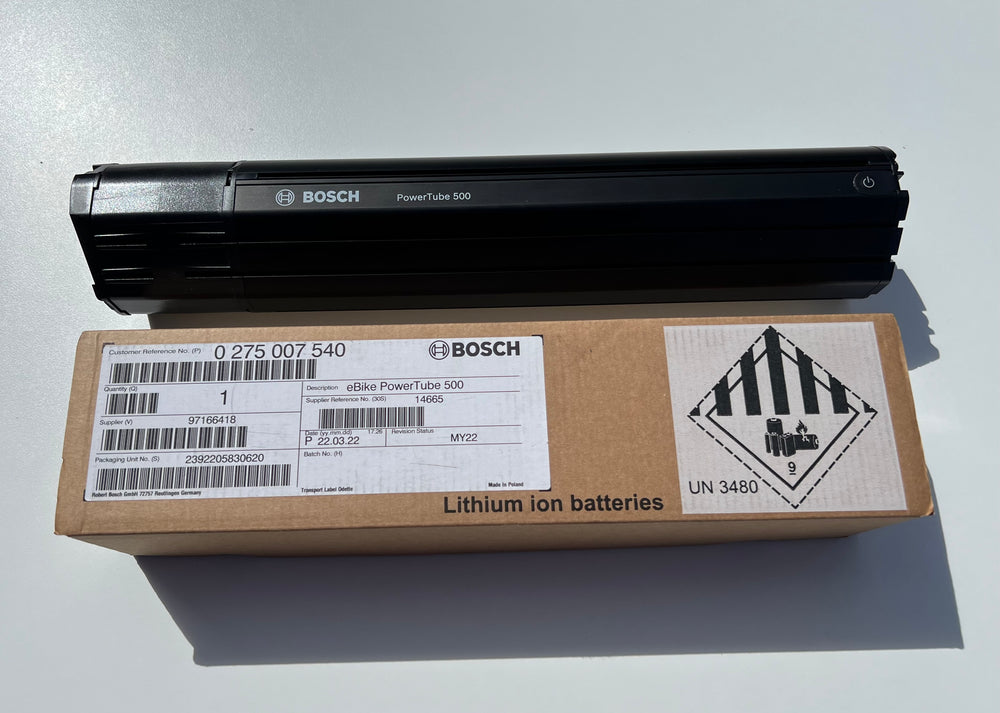 BOSCH PowerTube 500
Customer Reference No. (P) 0 275 007 540
BOSCH
Quantity (Q) 1
Description eBike PowerTube 500
Supplier Reference No. (30S) 14665
Supplier (V) 97166418
Date (yy.mm.dd) 17:26 Revision Status
P 22.03.22 MY22
Packaging Unit No. (S) 2392205830620
Batch No. (H)
Robert Bosch GmbH 72757 Reutlingen Germany
Transport Label Odette
Made in Poland
Lithium ion batteries
9
UN 3480